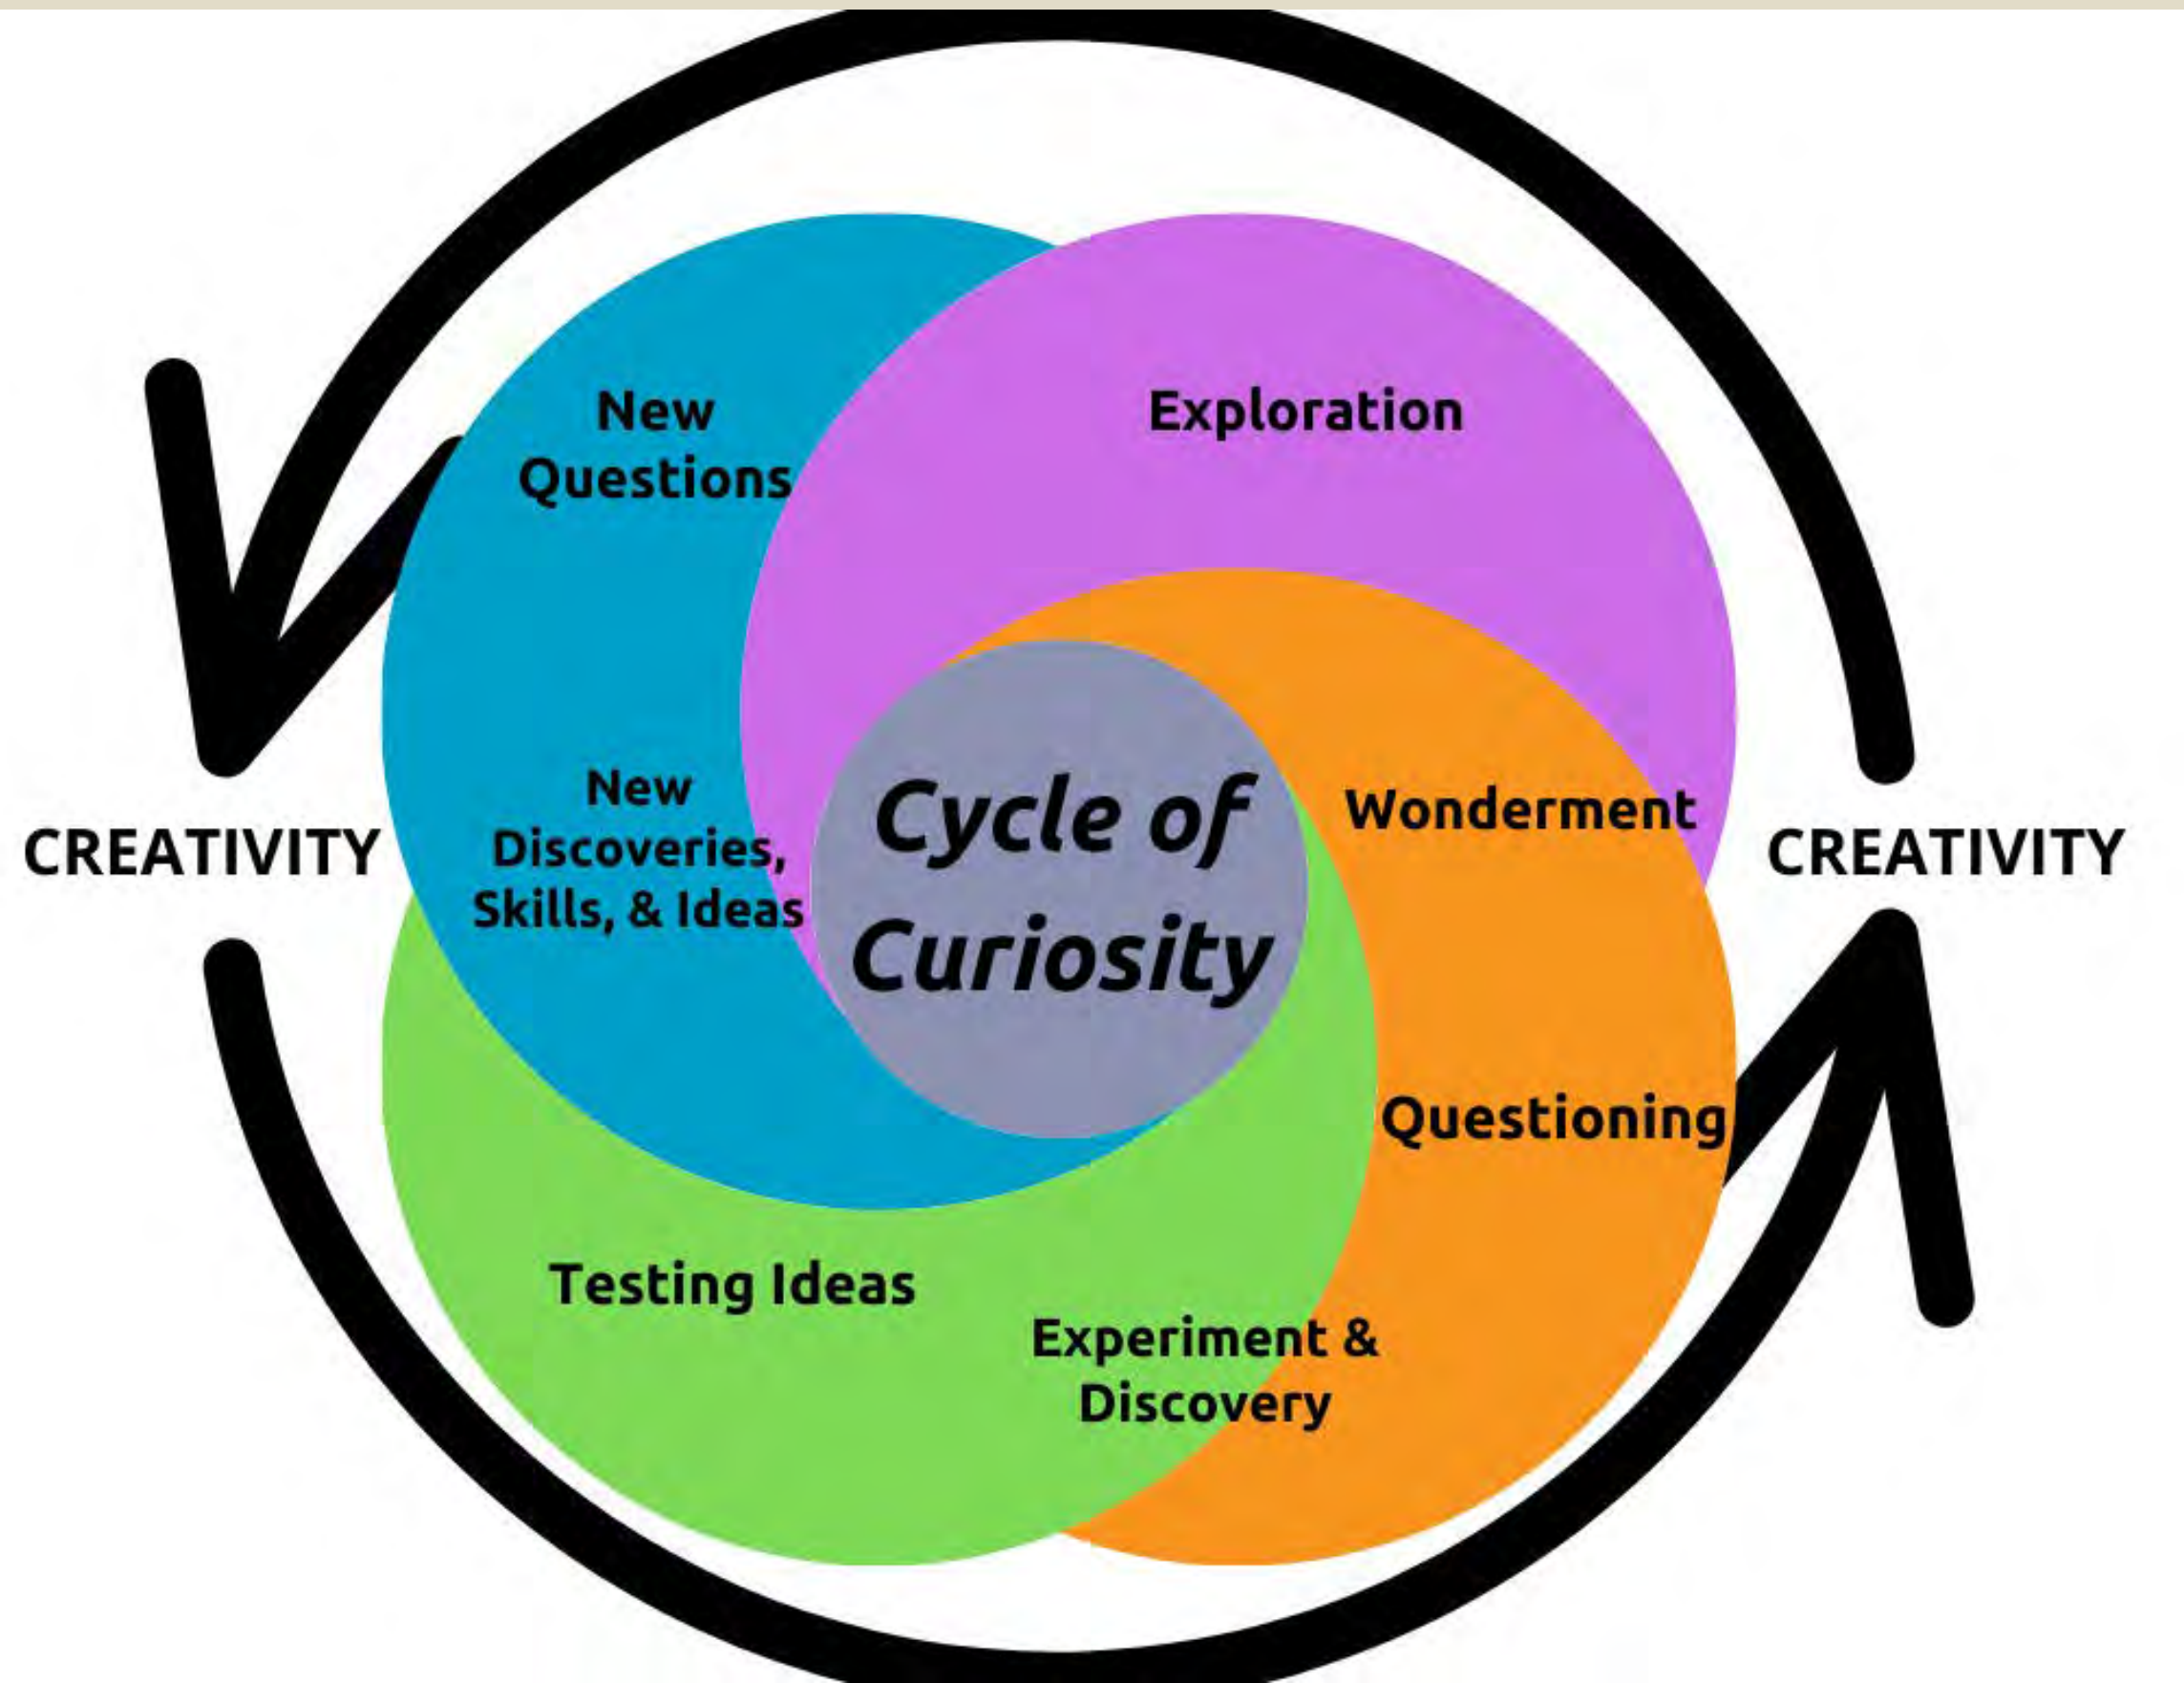 New
Questions
Exploration
New
Discoveries,
Skills, & Ideas
Cycle of
Curiosity
Wonderment
CREATIVITY
CREATIVITY
Questioning
Testing Ideas
Experiment &
Discovery